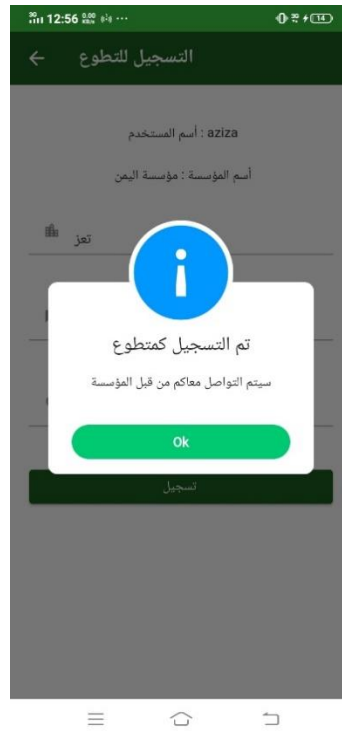 12:56
14
التسجيل للتطوع
أسم المستخدم : aziza
أسم المؤسسة : مؤسسة اليمن
تعز
تم التسجيل كمتطوع
سيتم التواصل معاكم من قبل المؤسسة
Ok
تسجيل